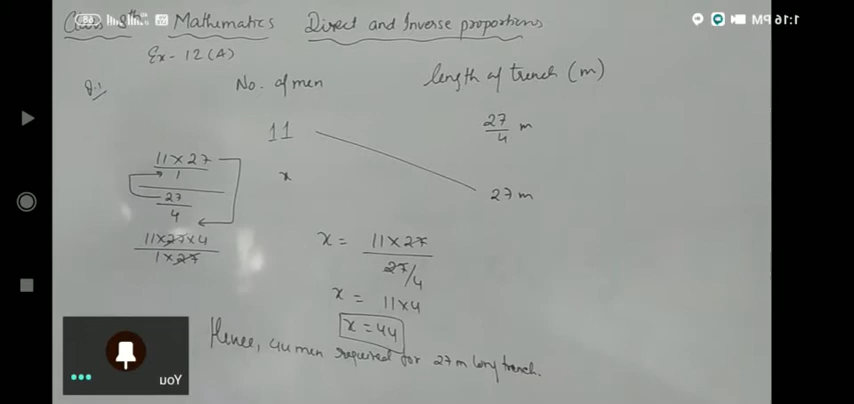 Class 8th Mathematics Direct and Inverse proportions
Ex- 12 (A)
Q.1 No. of men length of trench (m)
11 27/4 m
x 27 m
11 × 27 / 1
27 / 4
11 × 27 × 4 / 1 × 27
x = 11 × 27 / 27/4
x = 11 × 4
x = 44
Hence, 44 men required for 27 m long trench.
You
1:16 PM